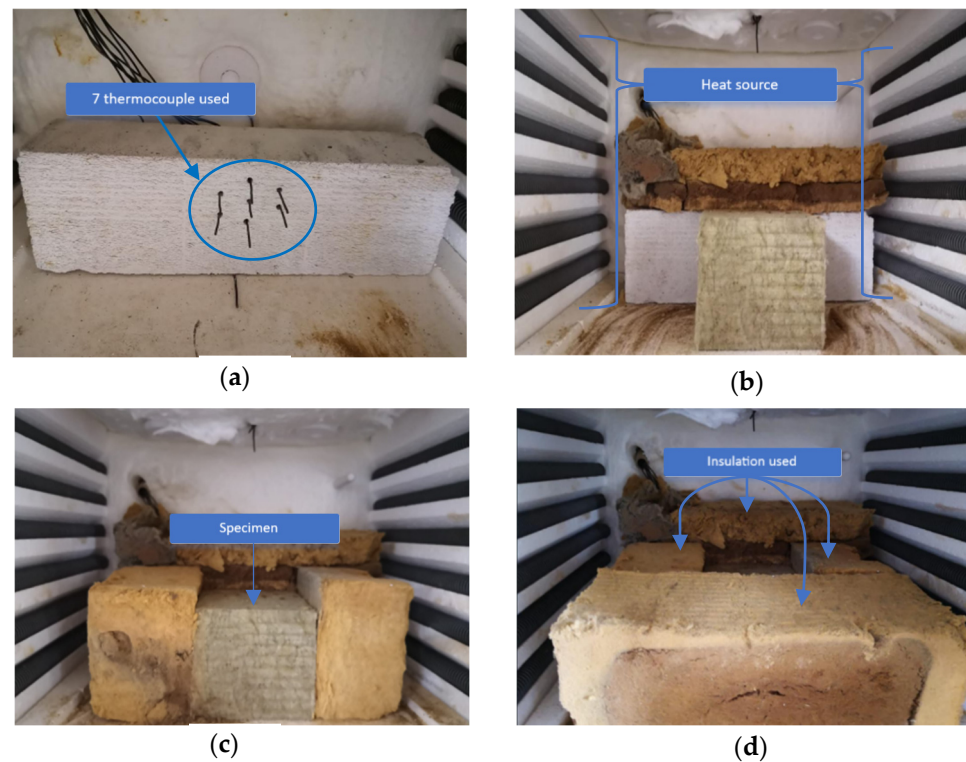 7 thermocouple used
Heat source
(a)
(b)
Specimen
Insulation used
(c)
(d)